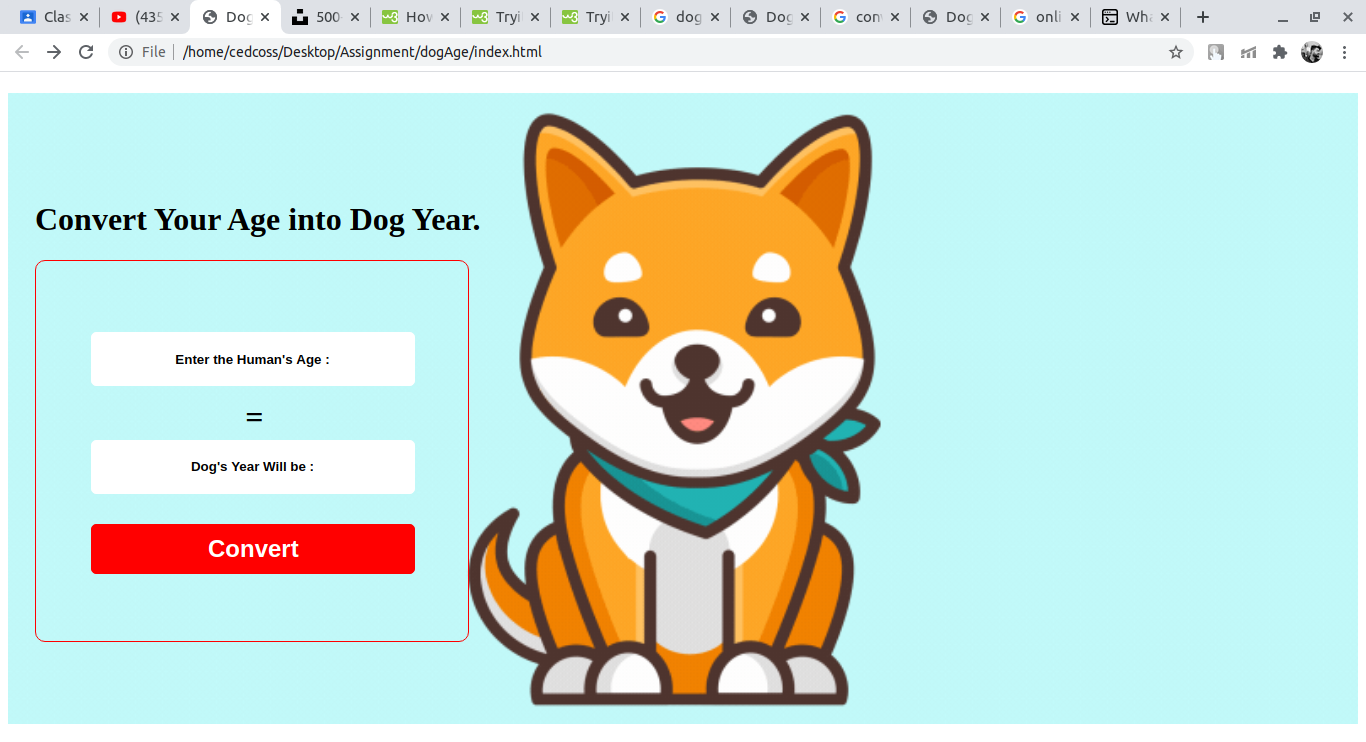 Clas (435 Dog 500- How Tryi Tryi dog Dog con Dog onli Wha
File /home/cedcoss/Desktop/Assignment/dogAge/index.html
Convert Your Age into Dog Year.
Enter the Human's Age :
=
Dog's Year Will be :
Convert